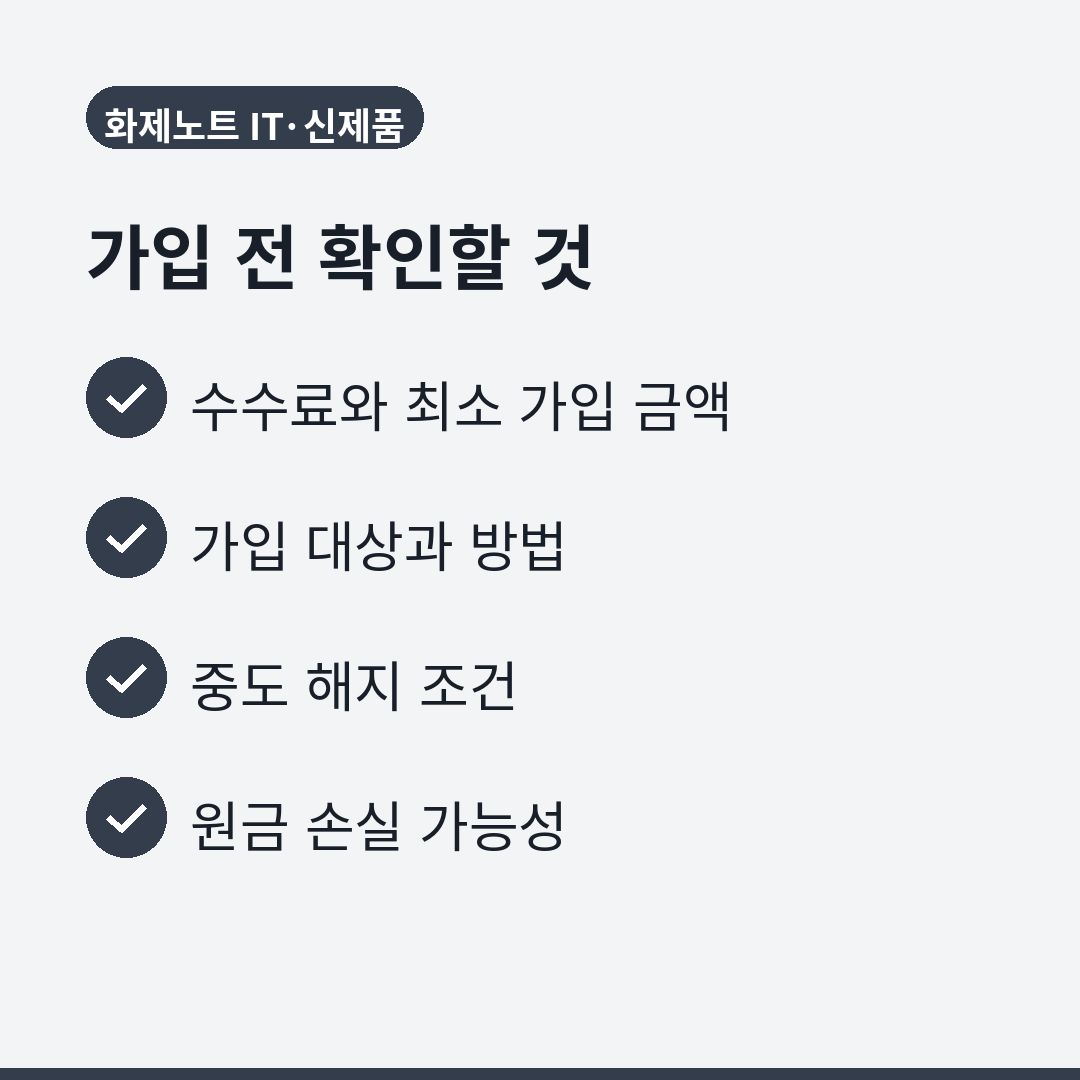 화제노트 IT·신제품
가입 전 확인할 것
수수료와 최소 가입 금액
가입 대상과 방법
중도 해지 조건
원금 손실 가능성